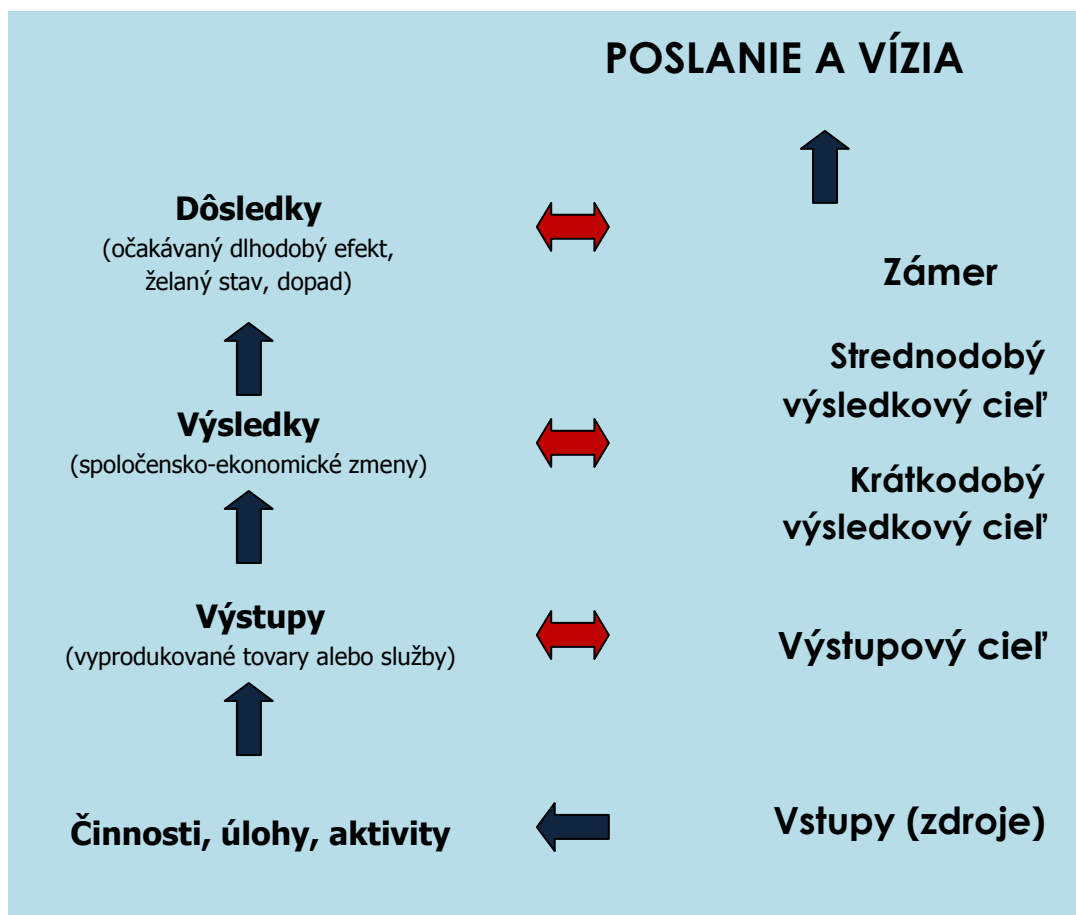 POSLANIE A VÍZIA
Dôsledky
(očakávaný dlhodobý efekt,
želaný stav, dopad)
Zámer
Strednodobý
výsledkový cieľ
Výsledky
(spoločensko-ekonomické zmeny)
Krátkodobý
výsledkový cieľ
Výstupy
(vyprodukované tovary alebo služby)
Výstupový cieľ
Činnosti, úlohy, aktivity
Vstupy (zdroje)